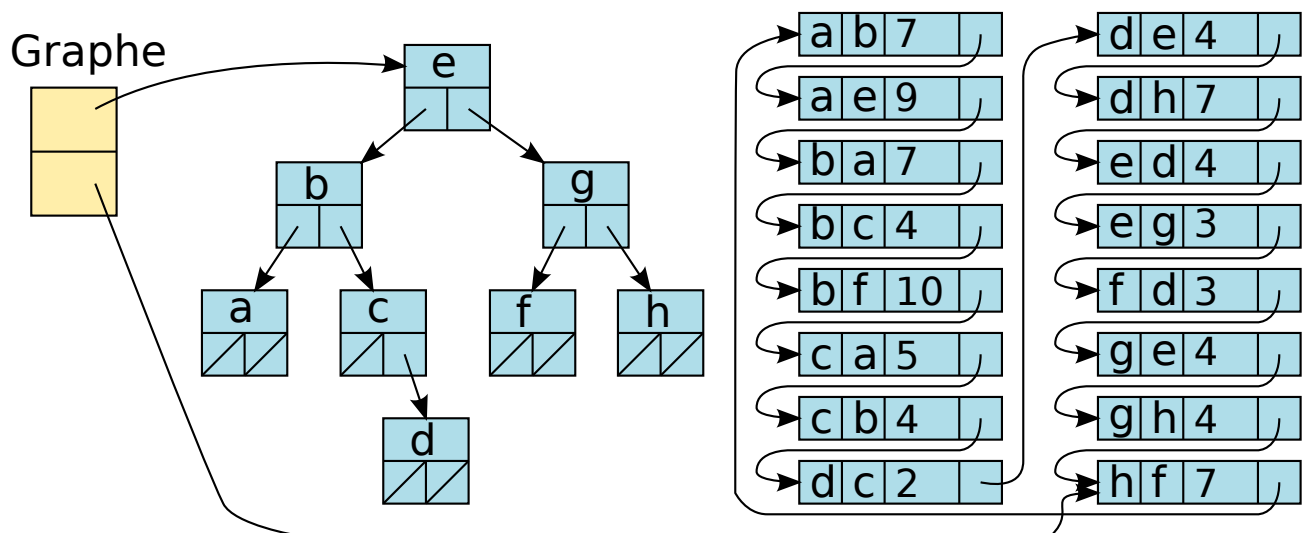 Graphe
e
b
g
a
c
f
h
d
a b 7
a e 9
b a 7
b c 4
b f 10
c a 5
c b 4
d c 2
d e 4
d h 7
e d 4
e g 3
f d 3
g e 4
g h 4
h f 7